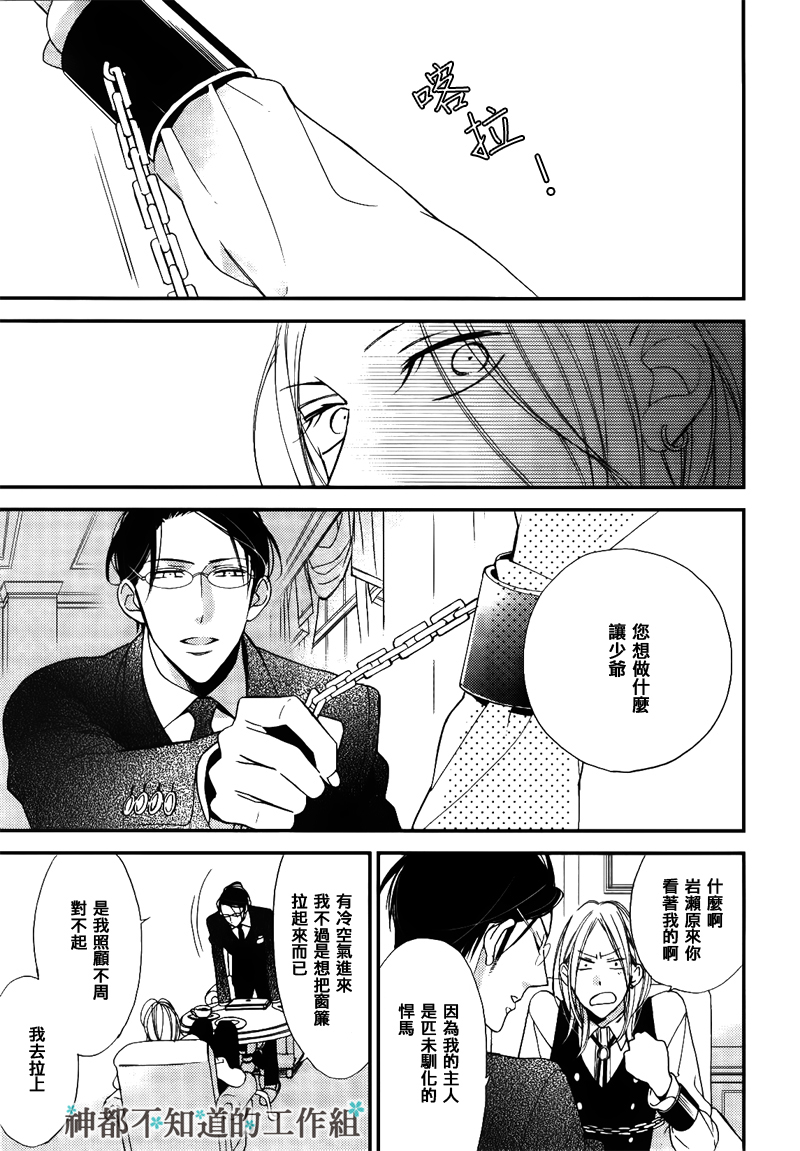 喀拉！
您想做什麼
讓少爺
什麼啊
岩瀨原來你
看著我的啊
因為我的主人
是匹未馴化的
悍馬
有冷空氣進來
我不過是想把窗簾
拉起來而已
是我照顧不周
對不起
我去拉上
神都不知道的工作組